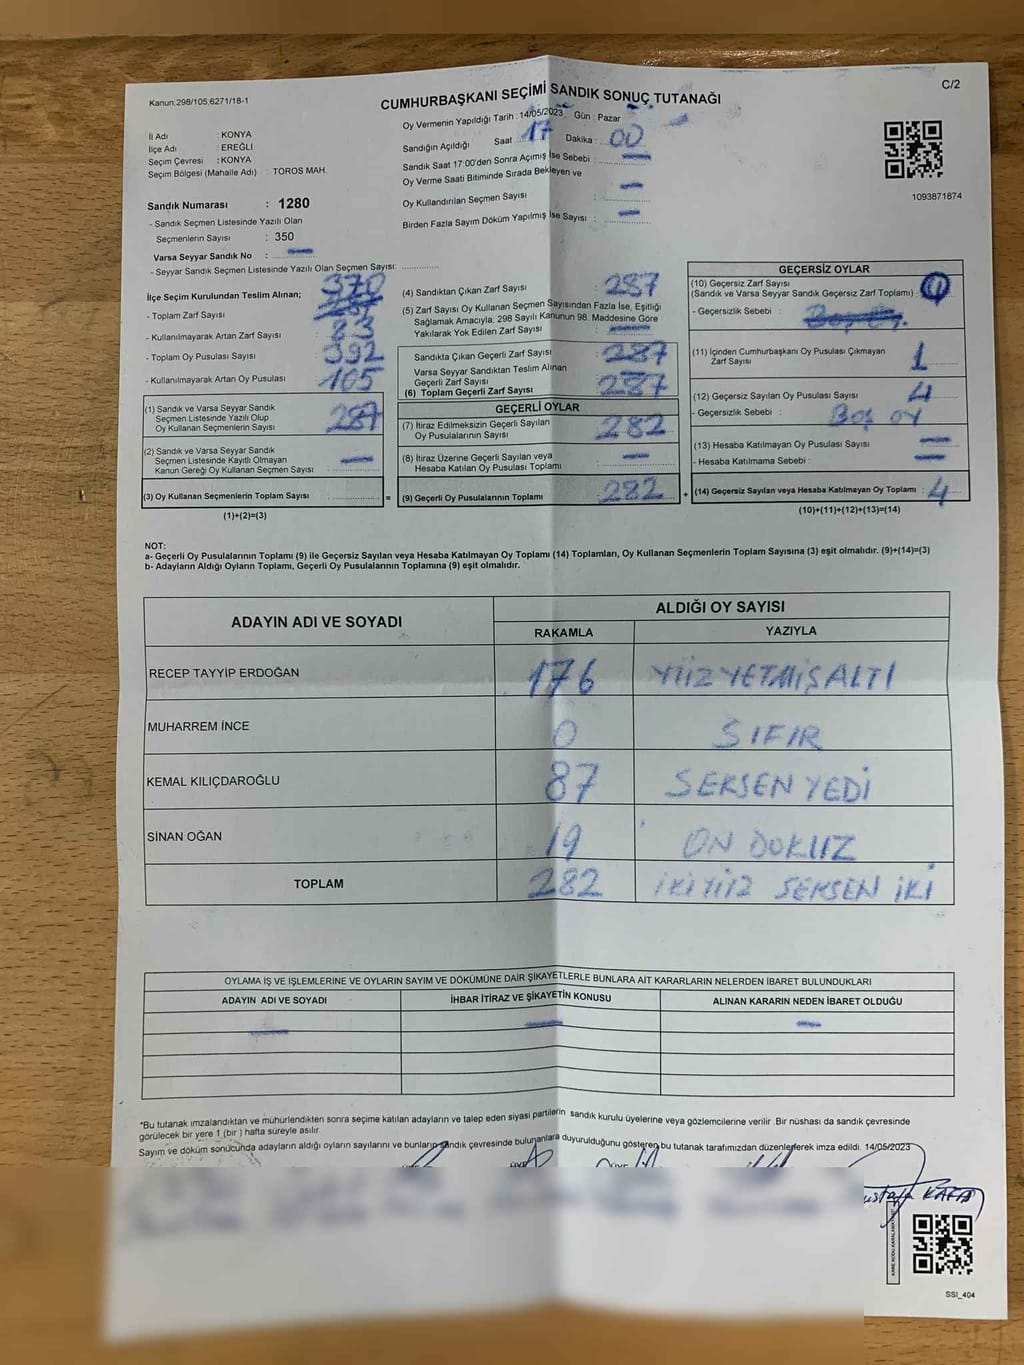 Kanun:298/105,6271/18-1
CUMHURBAŞKANI SEÇİMİ SANDIK SONUÇ TUTANAĞI
C/2
İl Adı : KONYA
İlçe Adı : EREĞLİ
Seçim Çevresi : KONYA
Seçim Bölgesi (Mahalle Adı) : TOROS MAH.
Oy Vermenin Yapıldığı Tarih : 14/05/2023 Gün : Pazar
Sandığın Açıldığı Saat : 17 Dakika : 00
Sandık Saat 17:00'den Sonra Açımış İse Sebebi : —
Oy Verme Saati Bitiminde Sırada Bekleyen ve
Oy Kullandırılan Seçmen Sayısı : —
Birden Fazla Sayım Döküm Yapılmış İse Sayısı : —
1093871874
Sandık Numarası : 1280
- Sandık Seçmen Listesinde Yazılı Olan
Seçmenlerin Sayısı : 350
Varsa Seyyar Sandık No : —
- Seyyar Sandık Seçmen Listesinde Yazılı Olan Seçmen Sayısı:
İlçe Seçim Kurulundan Teslim Alınan;
- Toplam Zarf Sayısı : 370
- Kullanılmayarak Artan Zarf Sayısı : 83
- Toplam Oy Pusulası Sayısı : 392
- Kullanılmayarak Artan Oy Pusulası : 105
(1) Sandık ve Varsa Seyyar Sandık
Seçmen Listesinde Yazılı Olup
Oy Kullanan Seçmenlerin Sayısı : 287
(2) Sandık ve Varsa Seyyar Sandık
Seçmen Listesinde Kayıtlı Olmayan
Kanun Gereği Oy Kullanan Seçmen Sayısı : —
(3) Oy Kullanan Seçmenlerin Toplam Sayısı : =
(1)+(2)=(3)
(4) Sandıktan Çıkan Zarf Sayısı : 287
(5) Zarf Sayısı Oy Kullanan Seçmen Sayısından Fazla İse, Eşitliği
Sağlamak Amacıyla; 298 Sayılı Kanunun 98. Maddesine Göre
Yakılarak Yok Edilen Zarf Sayısı : —
Sandıkta Çıkan Geçerli Zarf Sayısı : 287
Varsa Seyyar Sandıktan Teslim Alınan
Geçerli Zarf Sayısı
(6) Toplam Geçerli Zarf Sayısı : 287
GEÇERLİ OYLAR
(7) İtiraz Edilmeksizin Geçerli Sayılan
Oy Pusulalarının Sayısı : 282
(8) İtiraz Üzerine Geçerli Sayılan veya
Hesaba Katılan Oy Pusulası Toplamı : —
(9) Geçerli Oy Pusulalarının Toplamı : 282 +
GEÇERSİZ OYLAR
(10) Geçersiz Zarf Sayısı
(Sandık ve Varsa Seyyar Sandık Geçersiz Zarf Toplamı) :
- Geçersizlik Sebebi :
(11) İçinden Cumhurbaşkanı Oy Pusulası Çıkmayan
Zarf Sayısı : 1
(12) Geçersiz Sayılan Oy Pusulası Sayısı : 4
- Geçersizlik Sebebi : Boş oy
(13) Hesaba Katılmayan Oy Pusulası Sayısı : —
- Hesaba Katılmama Sebebi : —
(14) Geçersiz Sayılan veya Hesaba Katılmayan Oy Toplamı : 4
(10)+(11)+(12)+(13)=(14)
NOT:
a- Geçerli Oy Pusulalarının Toplamı (9) ile Geçersiz Sayılan veya Hesaba Katılmayan Oy Toplamı (14) Toplamları, Oy Kullanan Seçmenlerin Toplam Sayısına (3) eşit olmalıdır. (9)+(14)=(3)
b- Adayların Aldığı Oyların Toplamı, Geçerli Oy Pusulalarının Toplamına (9) eşit olmalıdır.
ADAYIN ADI VE SOYADI
ALDIĞI OY SAYISI
RAKAMLA YAZIYLA
RECEP TAYYİP ERDOĞAN 176 YÜZ YETMİŞ ALTI
MUHARREM İNCE 0 SIFIR
KEMAL KILIÇDAROĞLU 87 SEKSEN YEDİ
SİNAN OĞAN 19 ON DOKUZ
TOPLAM 282 İKİ YÜZ SEKSEN İKİ
OYLAMA İŞ VE İŞLEMLERİNE VE OYLARIN SAYIM VE DÖKÜMÜNE DAİR ŞİKAYETLERLE BUNLARA AİT KARARLARIN NELERDEN İBARET BULUNDUKLARI
ADAYIN ADI VE SOYADI İHBAR İTİRAZ VE ŞİKAYETİN KONUSU ALINAN KARARIN NEDEN İBARET OLDUĞU
— — —
*Bu tutanak imzalandıktan ve mühürlendikten sonra seçime katılan adayların ve talep eden siyasi partilerin sandık kurulu üyelerine veya gözlemcilerine verilir .Bir nüshası da sandık çevresinde
görülecek bir yere 1 (bir ) hafta süreyle asılır.
Sayım ve döküm sonucunda adayların aldığı oyların sayılarını ve bunların sandık çevresinde bulunanlara duyurulduğunu gösteren bu tutanak tarafımızdan düzenlenerek imza edildi. 14/05/2023
SSI_404